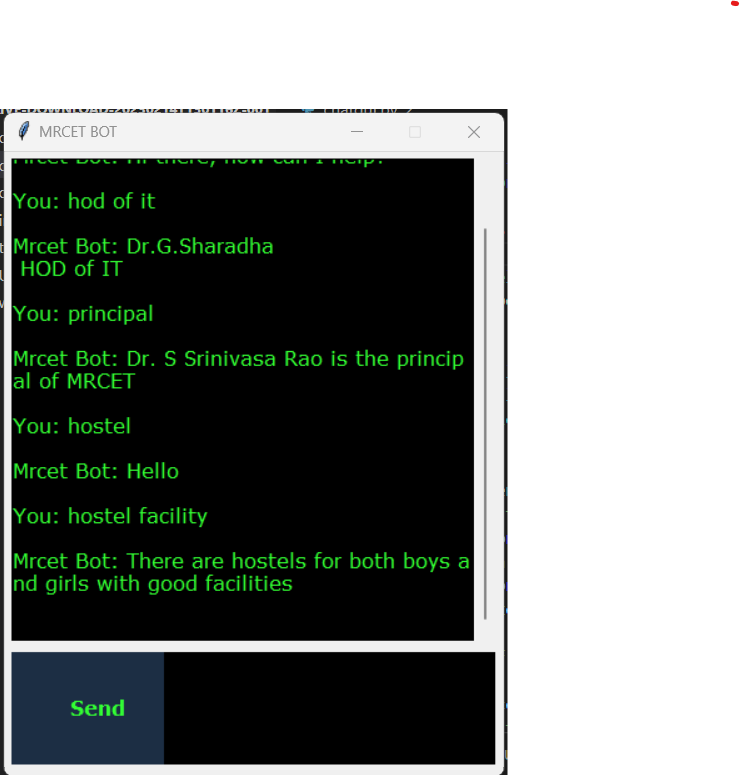 MRCET BOT
Mrcet Bot: Hi there, how can I help?
You: hod of it
Mrcet Bot: Dr.G.Sharadha
HOD of IT
You: principal
Mrcet Bot: Dr. S Srinivasa Rao is the princip
al of MRCET
You: hostel
Mrcet Bot: Hello
You: hostel facility
Mrcet Bot: There are hostels for both boys a
nd girls with good facilities
Send